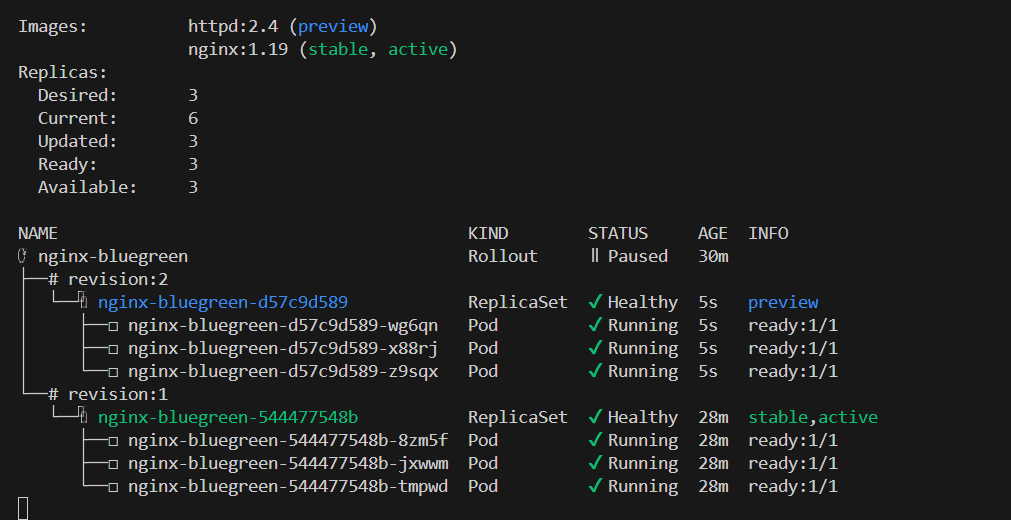 Images: httpd:2.4 (preview)
nginx:1.19 (stable, active)
Replicas:
Desired: 3
Current: 6
Updated: 3
Ready: 3
Available: 3
NAME KIND STATUS AGE INFO
nginx-bluegreen Rollout ॥ Paused 30m
# revision:2
nginx-bluegreen-d57c9d589 ReplicaSet ✔ Healthy 5s preview
nginx-bluegreen-d57c9d589-wg6qn Pod ✔ Running 5s ready:1/1
nginx-bluegreen-d57c9d589-x88rj Pod ✔ Running 5s ready:1/1
nginx-bluegreen-d57c9d589-z9sqx Pod ✔ Running 5s ready:1/1
# revision:1
nginx-bluegreen-544477548b ReplicaSet ✔ Healthy 28m stable,active
nginx-bluegreen-544477548b-8zm5f Pod ✔ Running 28m ready:1/1
nginx-bluegreen-544477548b-jxwwm Pod ✔ Running 28m ready:1/1
nginx-bluegreen-544477548b-tmpwd Pod ✔ Running 28m ready:1/1